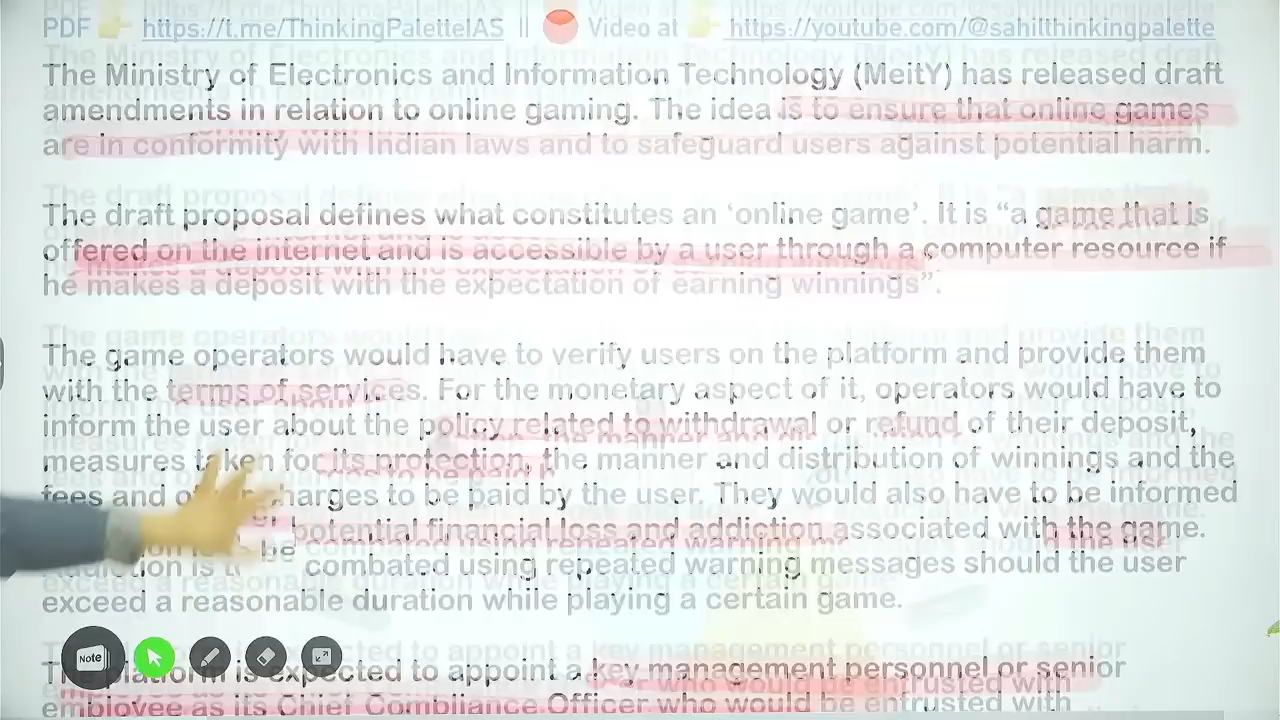 PDF https://t.me/ThinkingPaletteIAS || Video at https://youtube.com/@sahilthinkingpalette
The Ministry of Electronics and Information Technology (MeitY) has released draft
amendments in relation to online gaming. The idea is to ensure that online games
are in conformity with Indian laws and to safeguard users against potential harm.
The draft proposal defines what constitutes an ‘online game’. It is “a game that is
offered on the internet and is accessible by a user through a computer resource if
he makes a deposit with the expectation of earning winnings”.
The game operators would have to verify users on the platform and provide them
with the terms of services. For the monetary aspect of it, operators would have to
inform the user about the policy related to withdrawal or refund of their deposit,
measures taken for its protection, the manner and distribution of winnings and the
fees and charges to be paid by the user. They would also have to be informed
potential financial loss and addiction associated with the game.
be combated using repeated warning messages should the user
exceed a reasonable duration while playing a certain game.
The platform is expected to appoint a key management personnel or senior
employee as its Chief Compliance Officer who would be entrusted with
Note